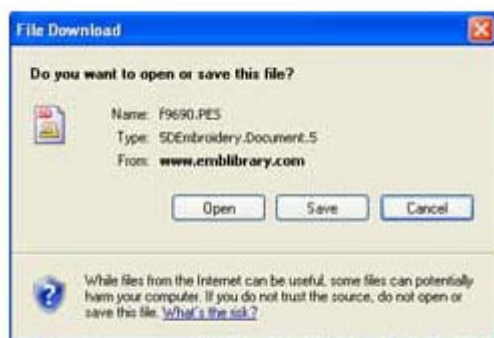 File Download
Do you want to open or save this file?
Name: f9690.PES
Type: 5DEmbroidery.Document.5
From: www.emblibrary.com
Open Save Cancel
While files from the Internet can be useful, some files can potentially
harm your computer. If you do not trust the source, do not open or
save this file. What's the risk?